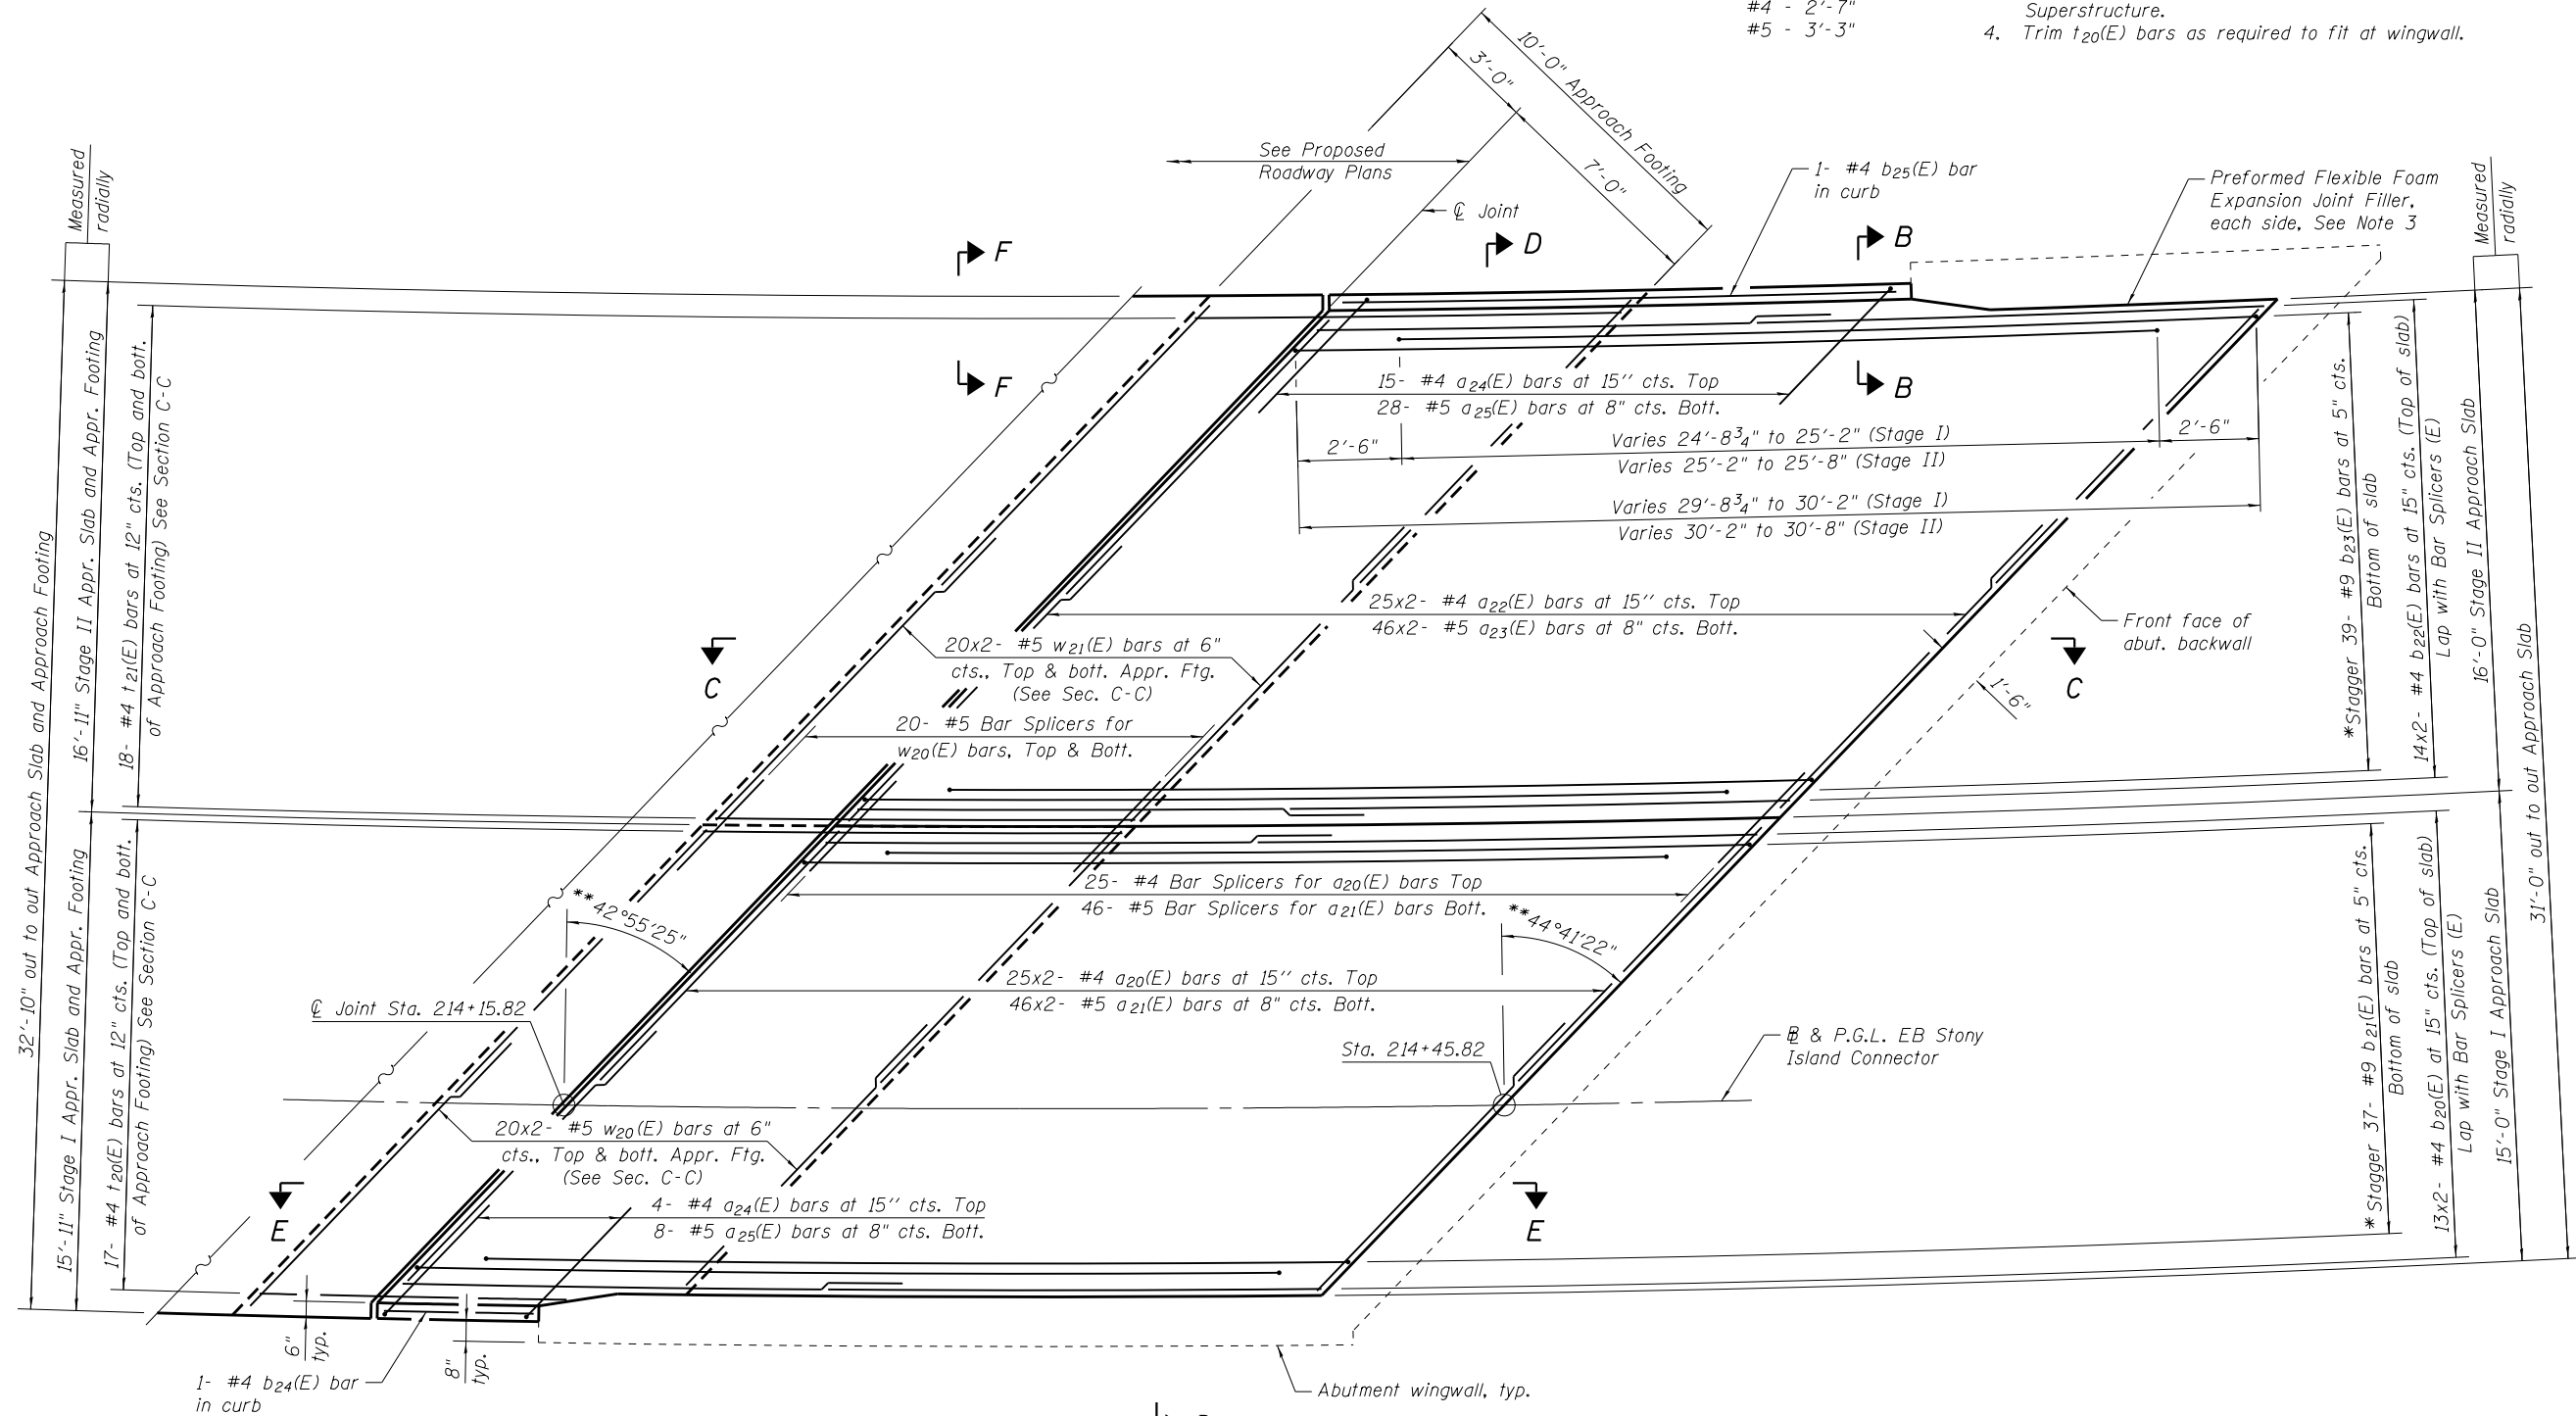 #4 - 2'-7"
#5 - 3'-3"
Superstructure.
4. Trim t20(E) bars as required to fit at wingwall.
10'-0" Approach Footing
3'-0"
7'-0"
See Proposed
Roadway Plans
℄ Joint
1- #4 b25(E) bar
in curb
Preformed Flexible Foam
Expansion Joint Filler,
each side, See Note 3
Measured
radially
Measured
radially
F
D
B
F
B
15- #4 a24(E) bars at 15'' cts. Top
28- #5 a25(E) bars at 8" cts. Bott.
2'-6"
Varies 24'-8¾" to 25'-2" (Stage I)
Varies 25'-2" to 25'-8" (Stage II)
2'-6"
Varies 29'-8¾" to 30'-2" (Stage I)
Varies 30'-2" to 30'-8" (Stage II)
32'-10" out to out Approach Slab and Approach Footing
16'-11" Stage II Appr. Slab and Appr. Footing
18- #4 t21(E) bars at 12" cts. (Top and bott.
of Approach Footing) See Section C-C
*Stagger 39- #9 b23(E) bars at 5" cts.
Bottom of slab
14x2- #4 b22(E) bars at 15" cts. (Top of slab)
Lap with Bar Splicers (E)
16'-0" Stage II Approach Slab
31'-0" out to out Approach Slab
25x2- #4 a22(E) bars at 15'' cts. Top
46x2- #5 a23(E) bars at 8" cts. Bott.
Front face of
abut. backwall
20x2- #5 w21(E) bars at 6"
cts., Top & bott. Appr. Ftg.
(See Sec. C-C)
C
C
1'-6"
20- #5 Bar Splicers for
w20(E) bars, Top & Bott.
15'-11" Stage I Appr. Slab and Appr. Footing
17- #4 t20(E) bars at 12" cts. (Top and bott.
of Approach Footing) See Section C-C
**42°55'25"
25- #4 Bar Splicers for a20(E) bars Top
46- #5 Bar Splicers for a21(E) bars Bott.
**44°41'22"
*Stagger 37- #9 b21(E) bars at 5" cts.
Bottom of slab
13x2- #4 b20(E) at 15" cts. (Top of slab)
Lap with Bar Splicers (E)
15'-0" Stage I Approach Slab
25x2- #4 a20(E) bars at 15'' cts. Top
46x2- #5 a21(E) bars at 8" cts. Bott.
℄ Joint Sta. 214+15.82
Sta. 214+45.82
℄ & P.G.L. EB Stony
Island Connector
20x2- #5 w20(E) bars at 6"
cts., Top & bott. Appr. Ftg.
(See Sec. C-C)
E
E
4- #4 a24(E) bars at 15'' cts. Top
8- #5 a25(E) bars at 8" cts. Bott.
6"
typ.
8"
typ.
1- #4 b24(E) bar
in curb
Abutment wingwall, typ.